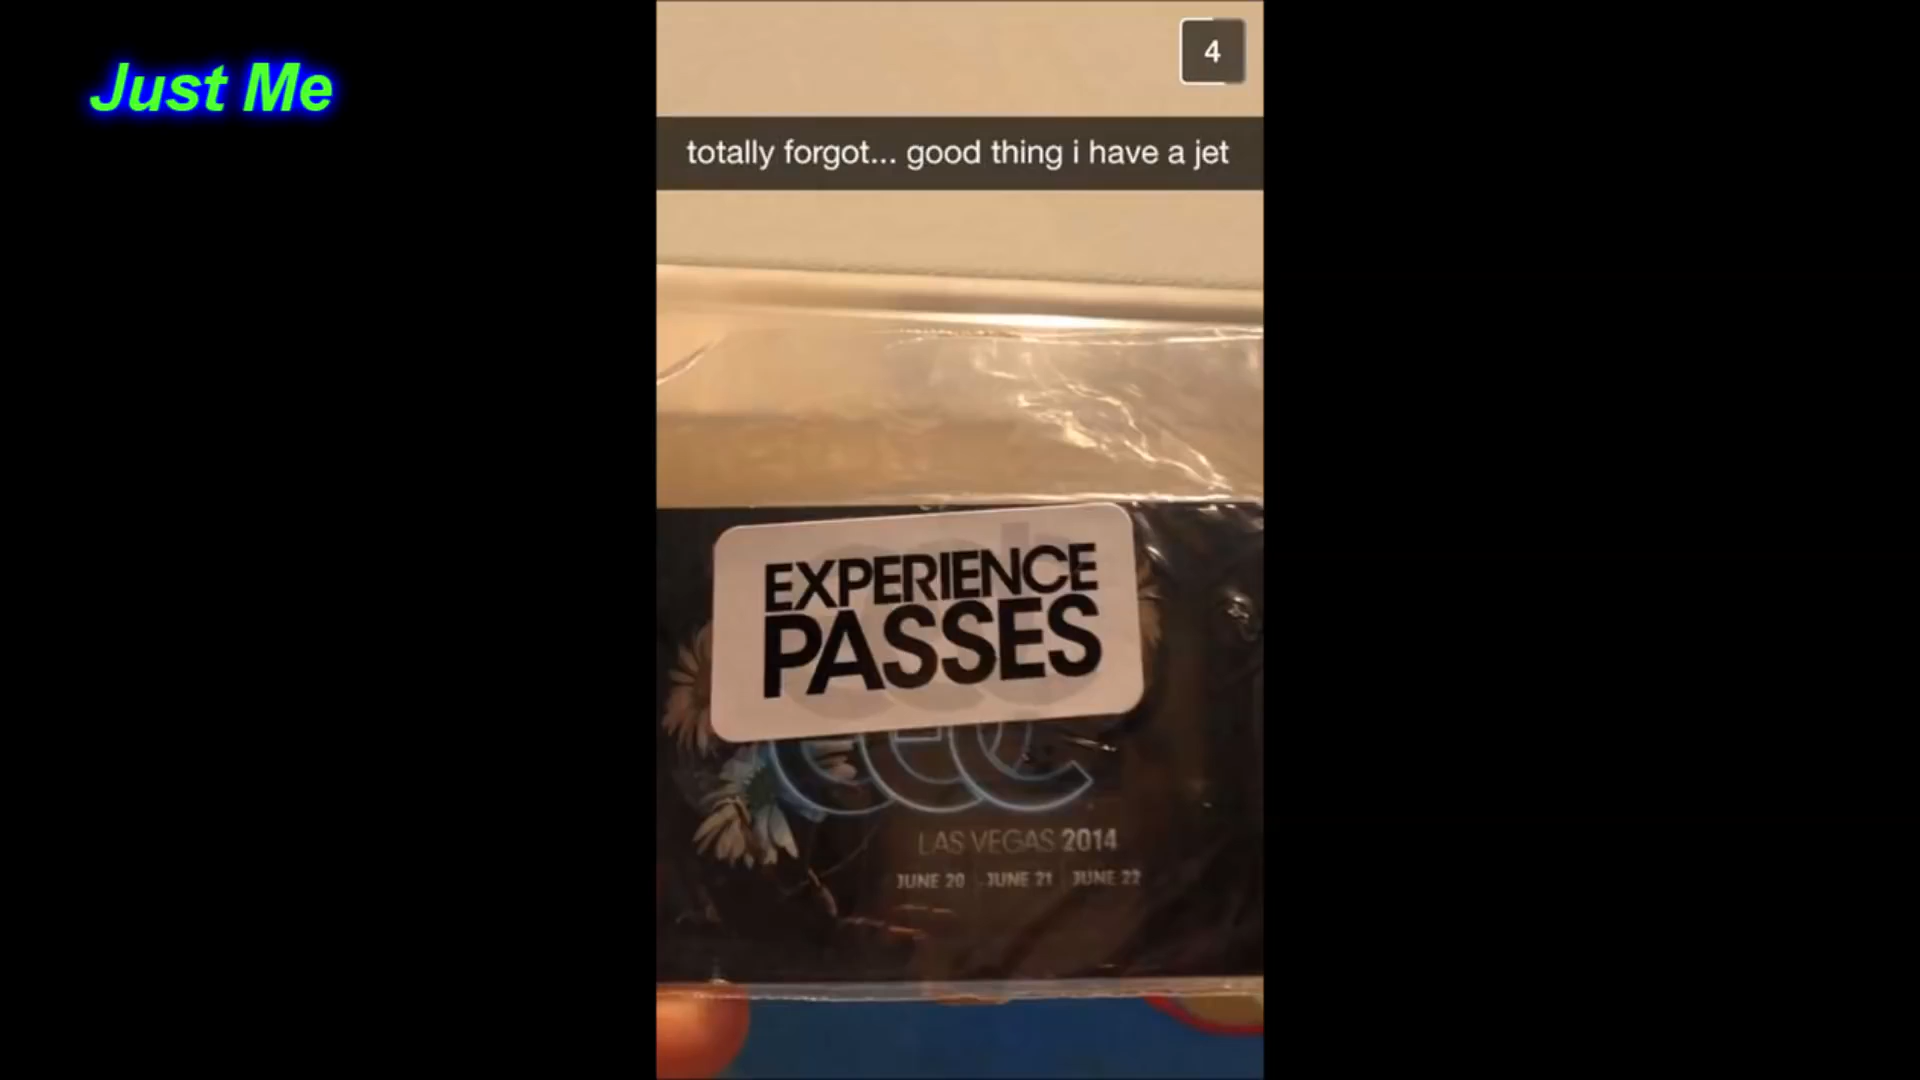 Just Me
4
totally forgot... good thing i have a jet
EXPERIENCE
PASSES
LAS VEGAS 2014
JUNE 20 JUNE 21 JUNE 22